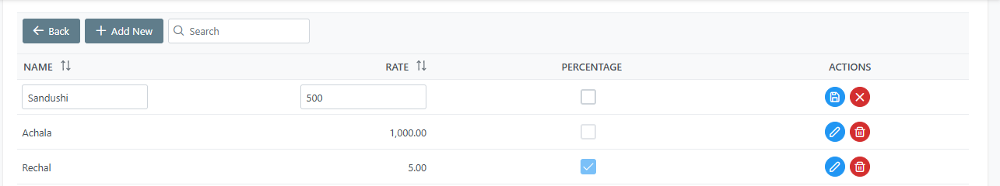 Back Add New Search
NAME RATE PERCENTAGE ACTIONS
Sandushi 500
Achala 1,000.00
Rechal 5.00